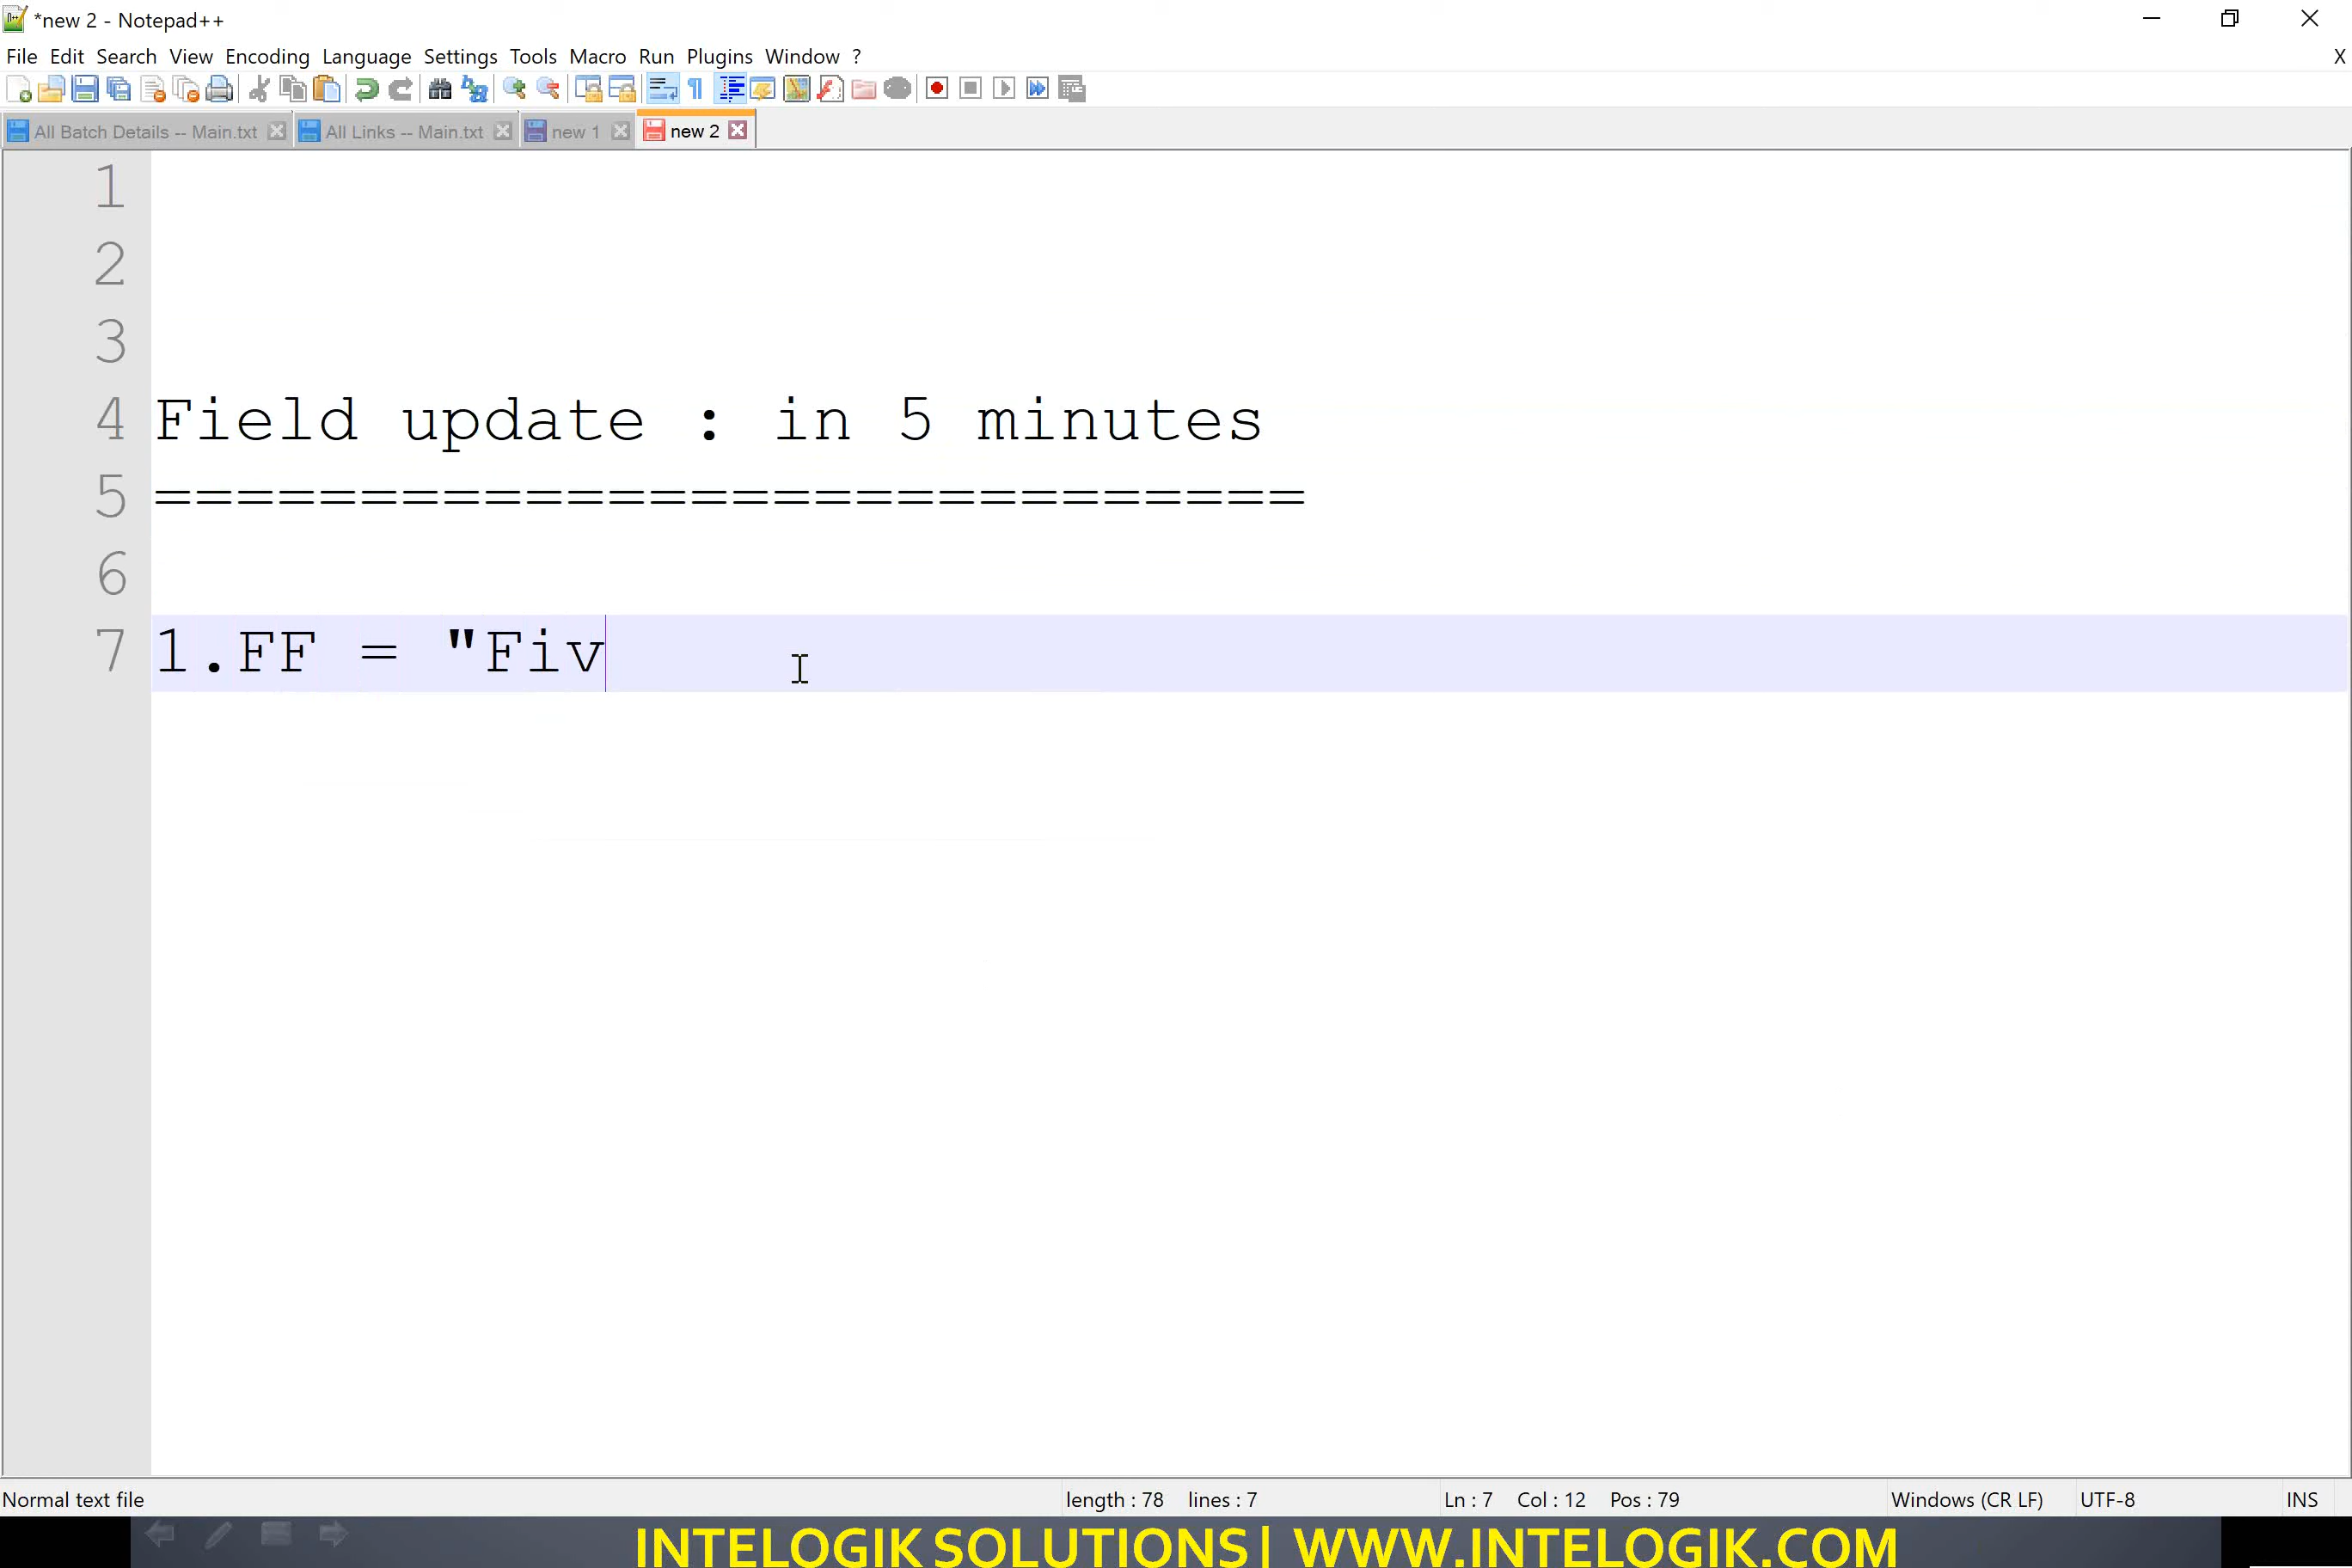 *new 2 - Notepad++
File Edit Search View Encoding Language Settings Tools Macro Run Plugins Window ?
X
All Batch Details -- Main.txt All Links -- Main.txt new 1 new 2
1
2
3
4 Field update : in 5 minutes
5 ============================
6
7 1.FF = "Fiv
Normal text file length : 78 lines : 7 Ln : 7 Col : 12 Pos : 79 Windows (CR LF) UTF-8 INS
INTELOGIK SOLUTIONS | WWW.INTELOGIK.COM